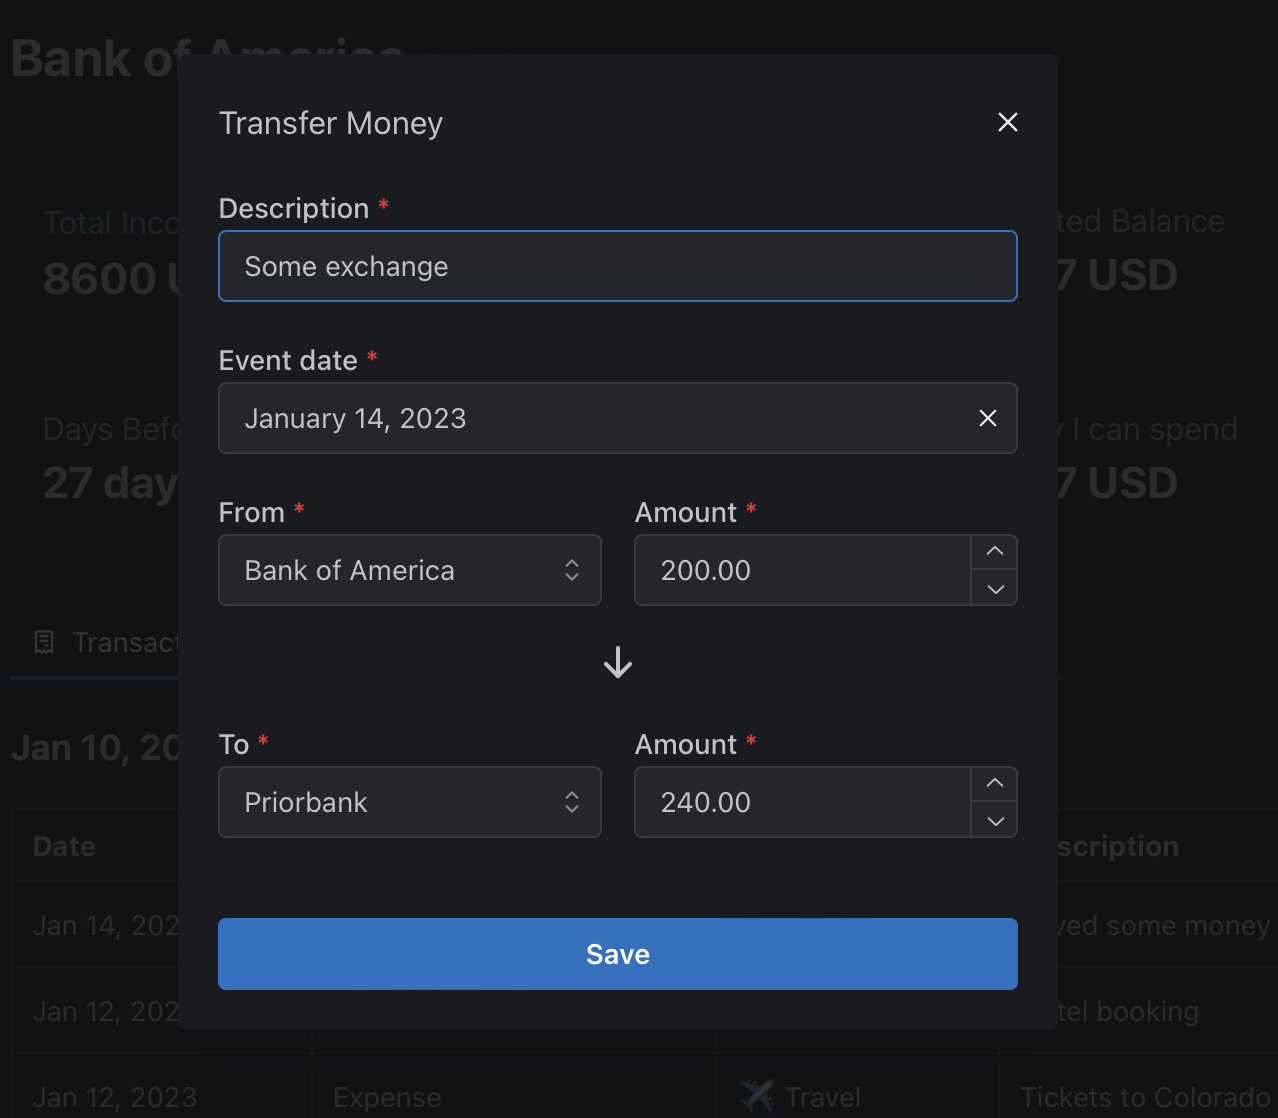 Bank of America
Transfer Money
Description *
Total Inco
ted Balance
8600 U
Some exchange
7 USD
Event date *
January 14, 2023
Days Befo
I can spend
27 day
7 USD
From *
Amount *
Bank of America
200.00
Transact
To *
Amount *
Jan 10, 20
Priorbank
240.00
Date
scription
Jan 14, 202
ved some money
Save
Jan 12, 202
tel booking
Jan 12, 2023
Expense
Travel
Tickets to Colorado